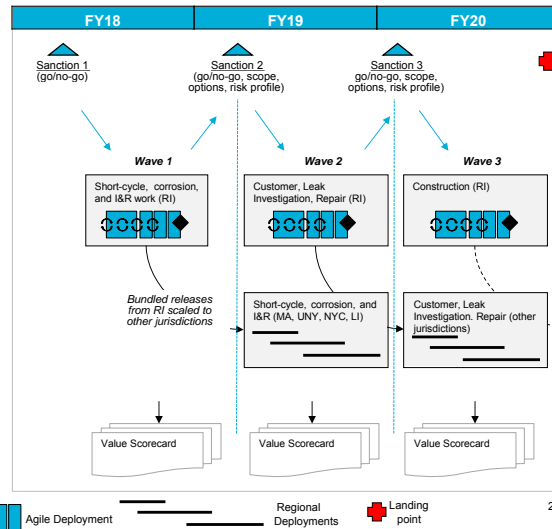 FY18 FY19 FY20
Sanction 1
(go/no-go)
Sanction 2
(go/no-go, scope,
options, risk profile)
Sanction 3
go/no-go, scope,
options, risk profile)
Wave 1
Wave 2
Wave 3
Short-cycle, corrosion,
and I&R work (RI)
Customer, Leak
Investigation, Repair (RI)
Construction (RI)
Bundled releases
from RI scaled to
other jurisdictions
Short-cycle, corrosion, and
I&R (MA, UNY, NYC, LI)
Customer, Leak
Investigation. Repair (other
jurisdictions)
Value Scorecard
Value Scorecard
Value Scorecard
Agile Deployment
Regional
Deployments
Landing
point
2